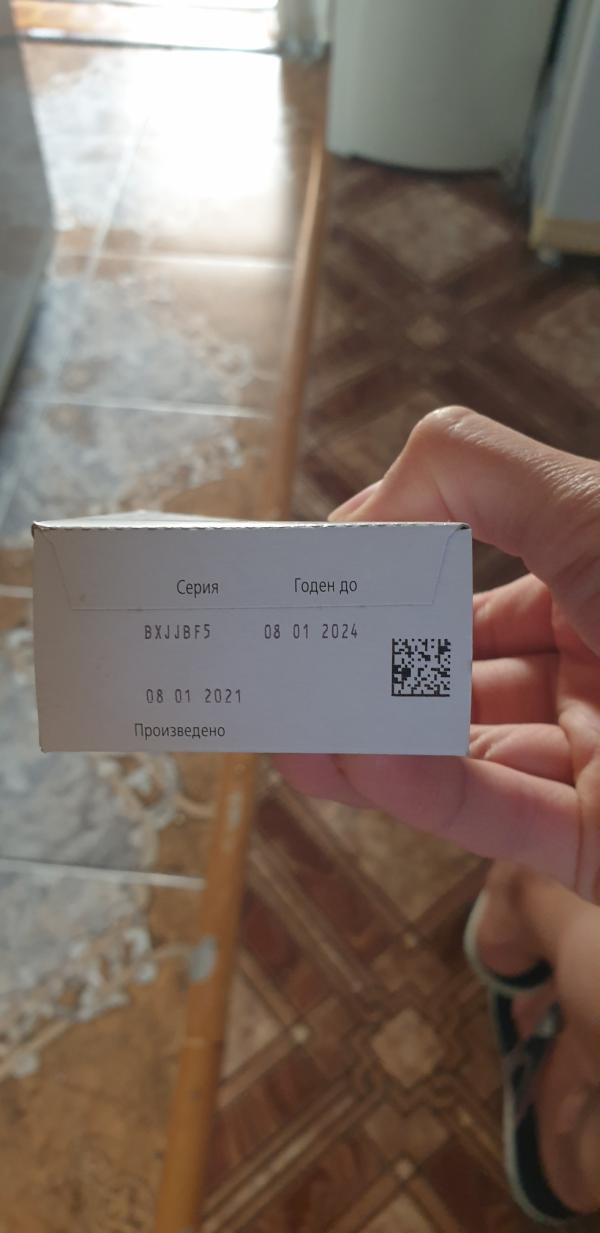 Серия Годен до
BXJJBF5 08 01 2024
08 01 2021
Произведено